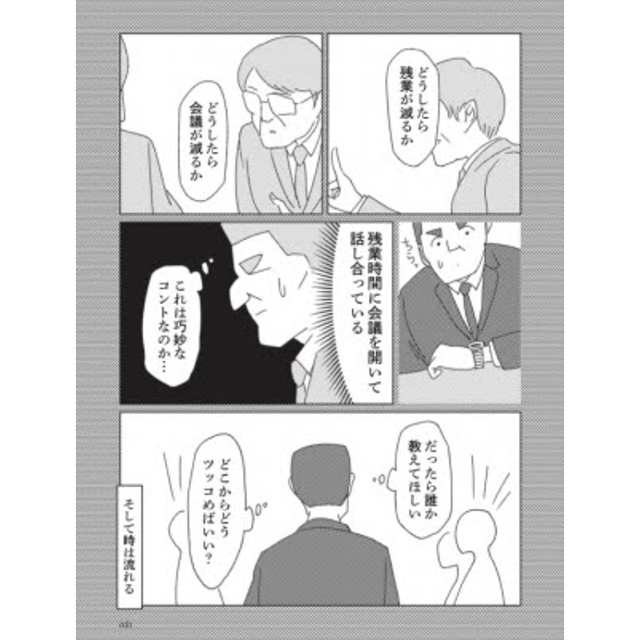 どうしたら
残業が減るか
どうしたら
会議が減るか
ちらっ
残業時間に会議を開いて
話し合っている
これは巧妙な
コントなのか…
だったら誰か
教えてほしい
どこからどう
ツッコめばいい？
そして時は流れる